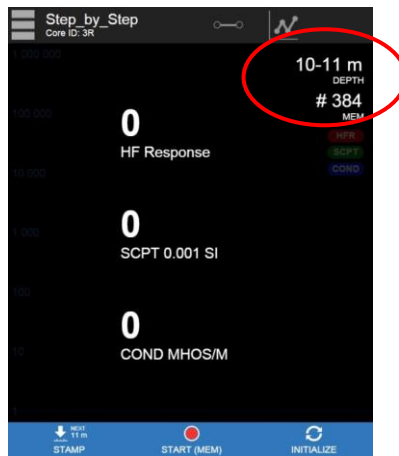 Step_by_Step
Core ID: 3R
1 000 000
10-11 m
DEPTH
# 384
MEM
100 000
0
HFR
HF Response
SCPT
COND
10 000
0
1 000
SCPT 0.001 SI
100
0
10
COND MHOS/M
1
NEXT
11 m
STAMP
START (MEM)
INITIALIZE